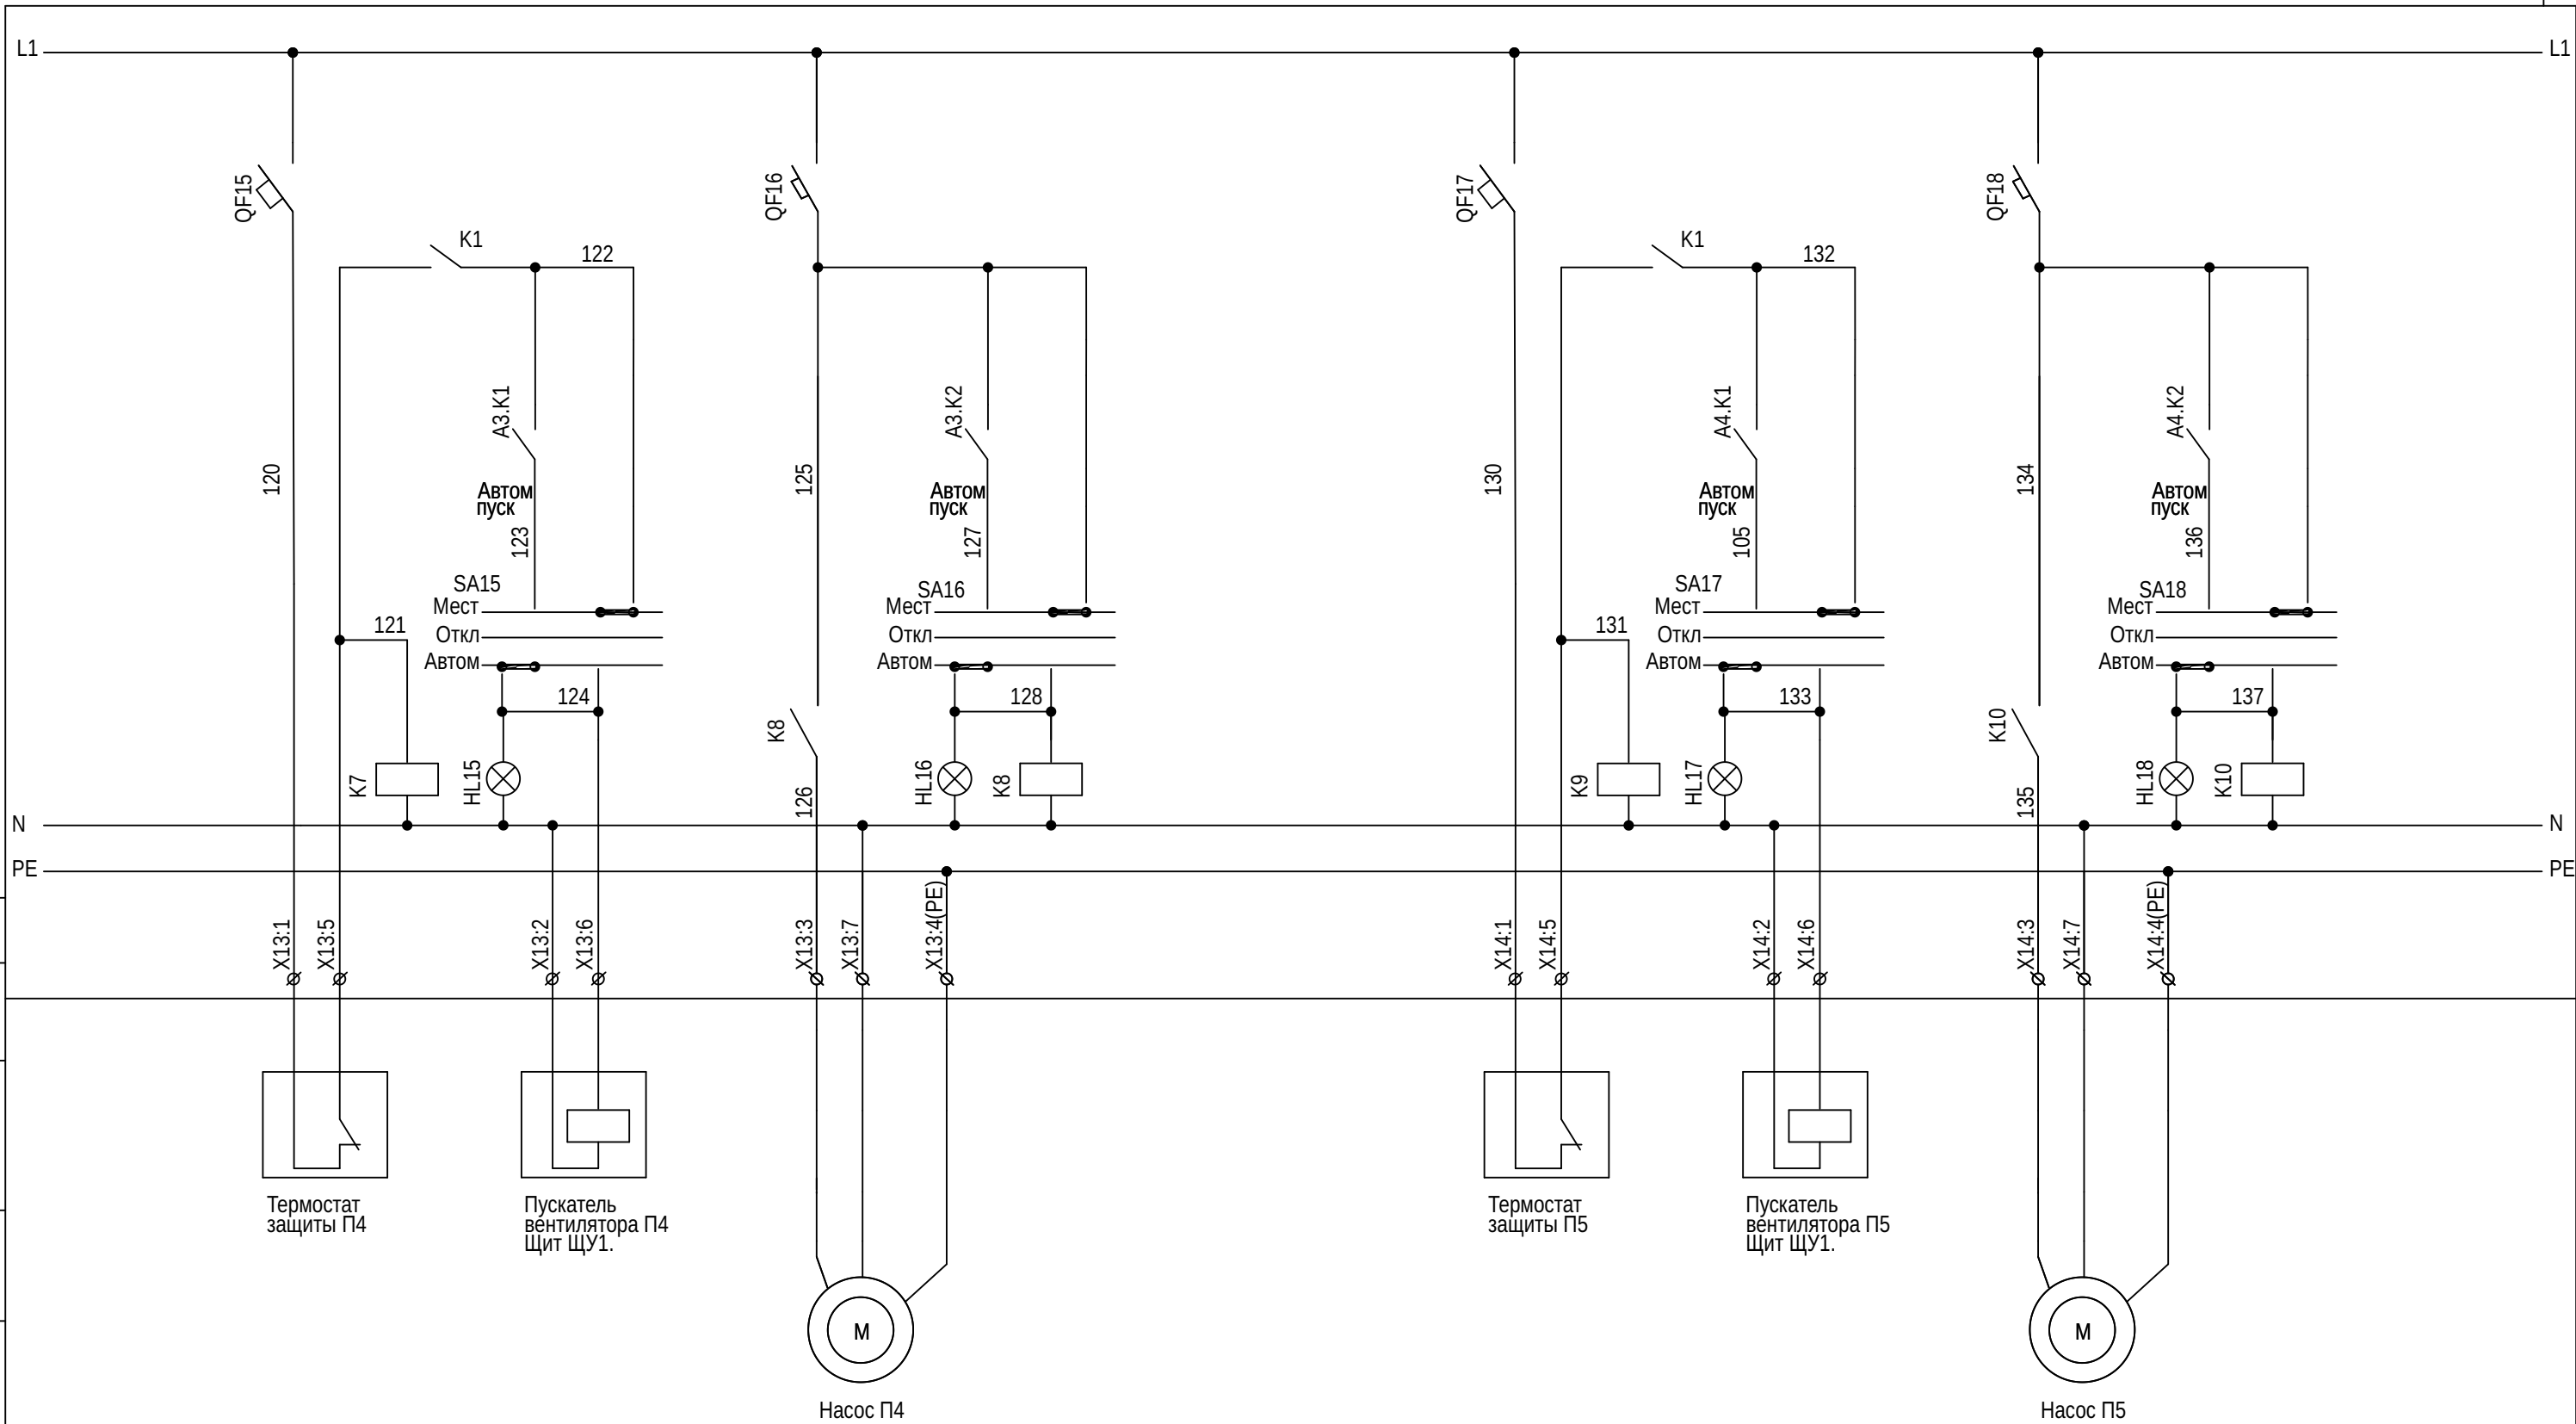 L1
L1
QF15
QF16
QF17
QF18
K1
122
K1
132
A3.K1
A3.K2
A4.K1
A4.K2
120
125
130
134
Автом
пуск
Автом
пуск
Автом
пуск
Автом
пуск
123
127
105
136
SA15
SA16
SA17
SA18
Мест
Мест
Мест
Мест
121
Откл
Откл
131
Откл
Откл
Автом
Автом
Автом
Автом
124
128
133
137
K8
K10
K7
HL15
HL16
K8
K9
HL17
HL18
K10
126
135
N
N
PE
PE
X13:1
X13:5
X13:2
X13:6
X13:3
X13:7
X13:4(PE)
X14:1
X14:5
X14:2
X14:6
X14:3
X14:7
X14:4(PE)
Термостат
защиты П4
Пускатель
вентилятора П4
Щит ЩУ1.
Термостат
защиты П5
Пускатель
вентилятора П5
Щит ЩУ1.
М
М
Насос П4
Насос П5